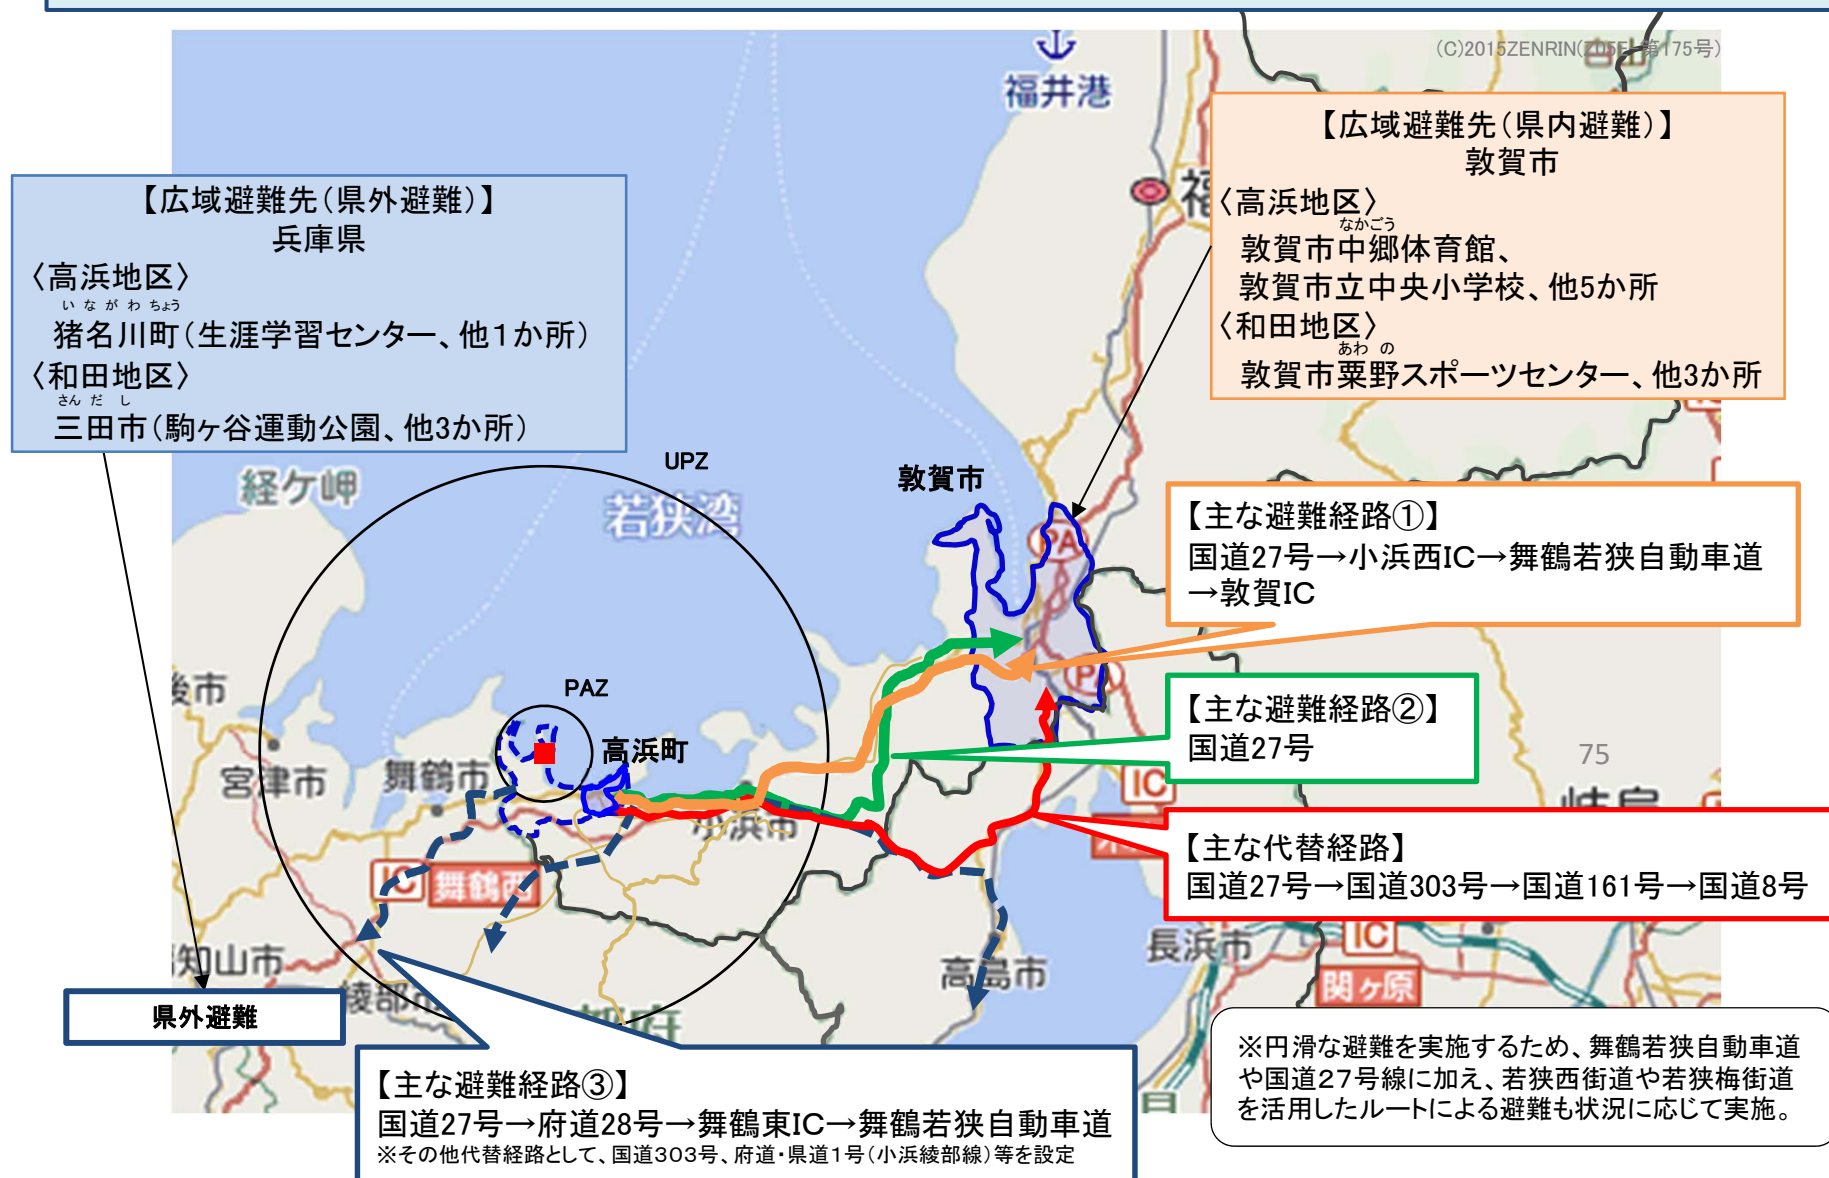 (C)2015ZENRIN(Z05E-第175号)
福井港
【広域避難先(県内避難)】
敦賀市
〈高浜地区〉
なかごう
敦賀市中郷体育館、
敦賀市立中央小学校、他5か所
〈和田地区〉
あわの
敦賀市粟野スポーツセンター、他3か所
【広域避難先(県外避難)】
兵庫県
〈高浜地区〉
いながわちょう
猪名川町(生涯学習センター、他1か所)
〈和田地区〉
さんだし
三田市(駒ヶ谷運動公園、他3か所)
UPZ
敦賀市
経ケ岬
若狭湾
PA
【主な避難経路①】
国道27号→小浜西IC→舞鶴若狭自動車道
→敦賀IC
PAZ
高浜町
宮津市
舞鶴市
小浜市
【主な避難経路②】
国道27号
75
岐阜
IC
【主な代替経路】
国道27号→国道303号→国道161号→国道8号
IC
舞鶴西
知山市
綾部市
高島市
長浜市
IC
関ヶ原
県外避難
【主な避難経路③】
国道27号→府道28号→舞鶴東IC→舞鶴若狭自動車道
※その他代替経路として、国道303号、府道・県道1号(小浜綾部線)等を設定
※円滑な避難を実施するため、舞鶴若狭自動車道
や国道27号線に加え、若狭西街道や若狭梅街道
を活用したルートによる避難も状況に応じて実施。